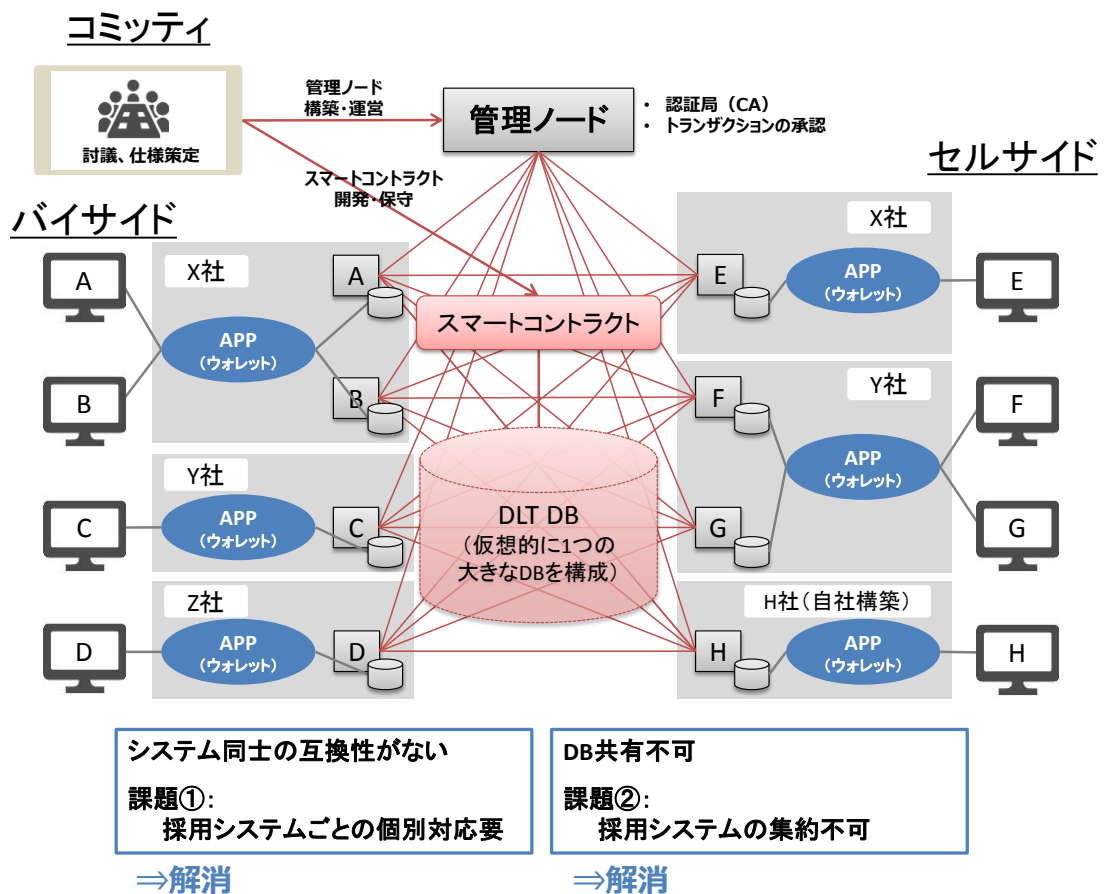 コミッティ
討議、仕様策定
管理ノード
構築・運営
管理ノード
・ 認証局（CA）
・ トランザクションの承認
スマートコントラクト
開発・保守
バイサイド
セルサイド
A
B
C
D
X社
APP
（ウォレット）
A
B
Y社
APP
（ウォレット）
C
Z社
APP
（ウォレット）
D
スマートコントラクト
DLT DB
（仮想的に1つの
大きなDBを構成）
X社
E
APP
（ウォレット）
Y社
F
G
APP
（ウォレット）
H社（自社構築）
H
APP
（ウォレット）
E
F
G
H
システム同士の互換性がない
課題①：
採用システムごとの個別対応要
⇒解消
DB共有不可
課題②：
採用システムの集約不可
⇒解消